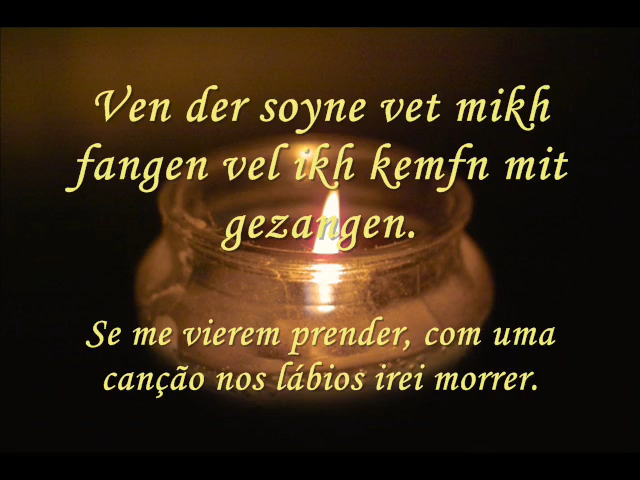 Ven der soyne vet mikh
fangen vel ikh kemfn mit
gezangen.
Se me vierem prender, com uma
canção nos lábios irei morrer.